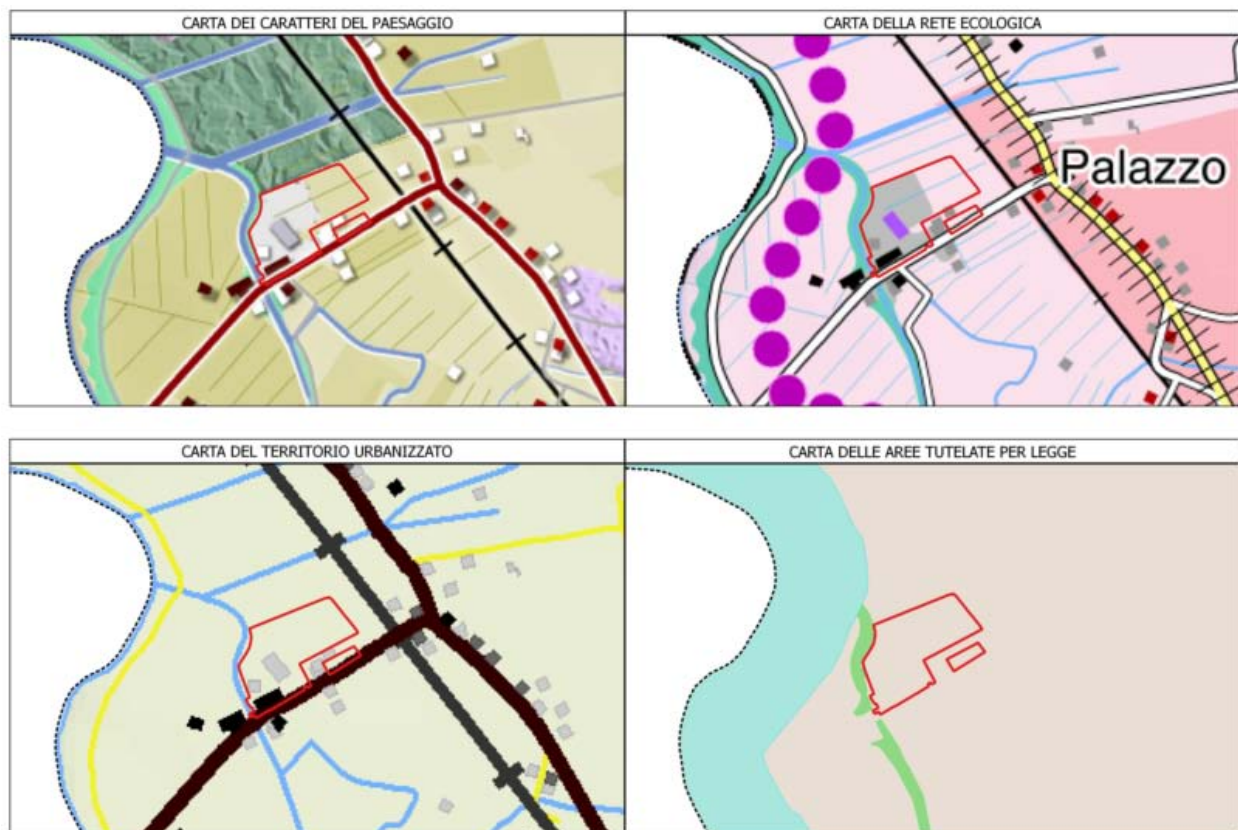 CARTA DEI CARATTERI DEL PAESAGGIO
CARTA DELLA RETE ECOLOGICA
Palazzo
CARTA DEL TERRITORIO URBANIZZATO
CARTA DELLE AREE TUTELATE PER LEGGE